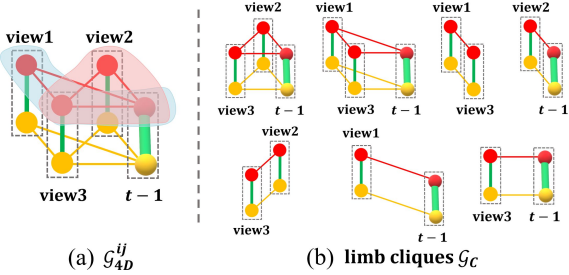 view1 view2
view3 t − 1
(a) 𝒢_{4D}^{ij}
view2
view3 t − 1
view1
view3 t − 1
view1
view3
view2
t − 1
view2
view3
view1
t − 1
view3 t − 1
(b) limb cliques 𝒢_C